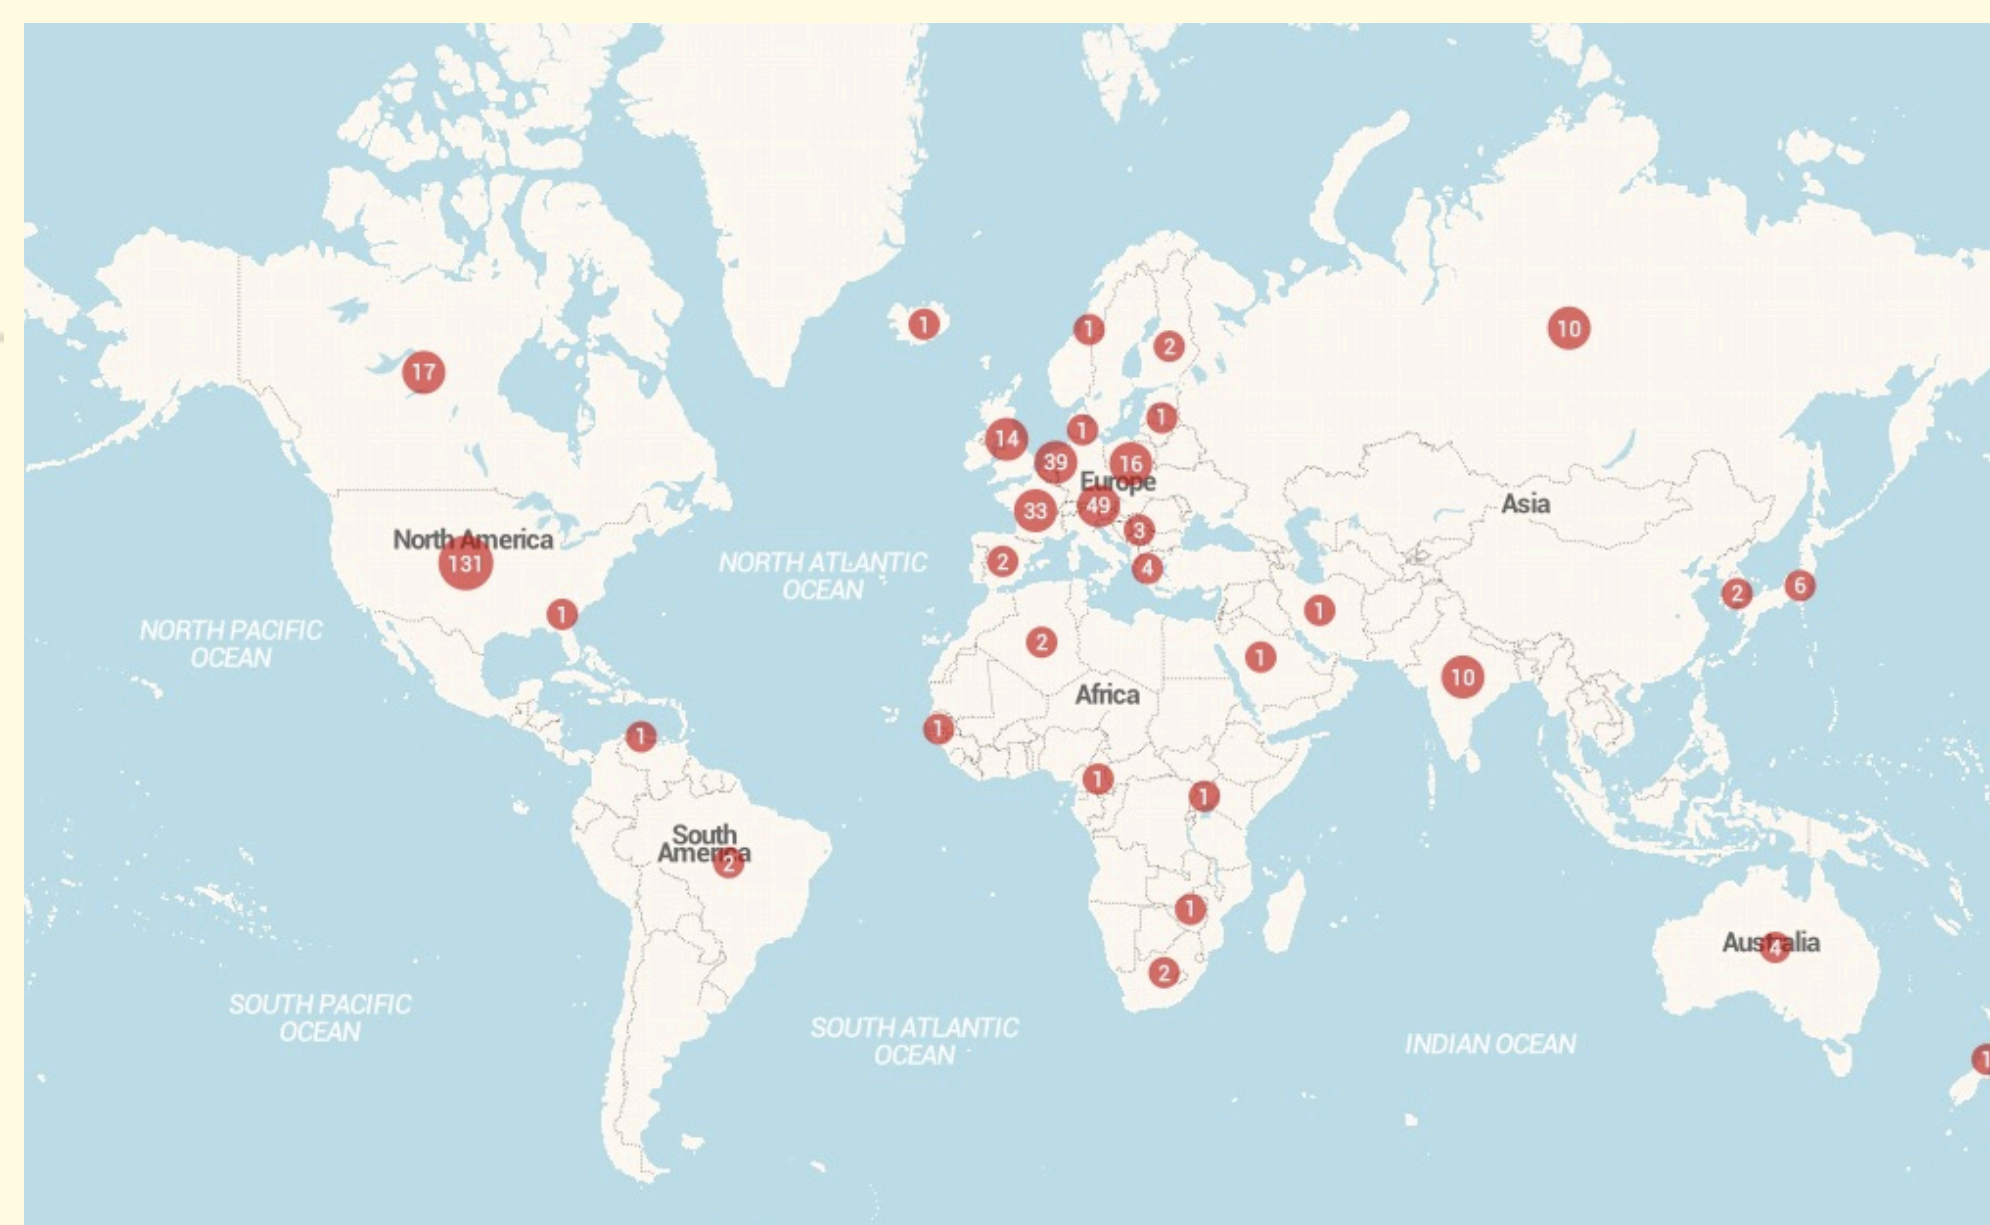 1
10
1
2
17
1
1
14
39
16
Europe
49
Asia
33
3
North America
131
NORTH ATLANTIC
OCEAN
2
4
6
2
1
1
NORTH PACIFIC
OCEAN
2
1
10
Africa
1
1
1
1
South
America
2
1
Australia
4
2
SOUTH PACIFIC
OCEAN
SOUTH ATLANTIC
OCEAN
INDIAN OCEAN
1